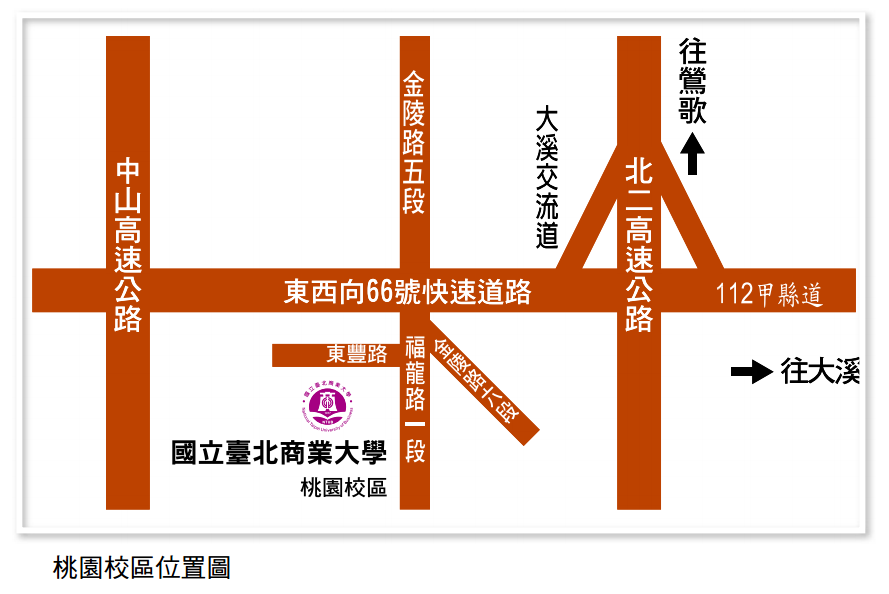 往鶯歌
金陵路五段
大溪交流道
中山高速公路
北二高速公路
東西向66號快速道路
112甲縣道
東豐路
福龍路一段
金陵路六段
往大溪
國立臺北商業大學
桃園校區
桃園校區位置圖